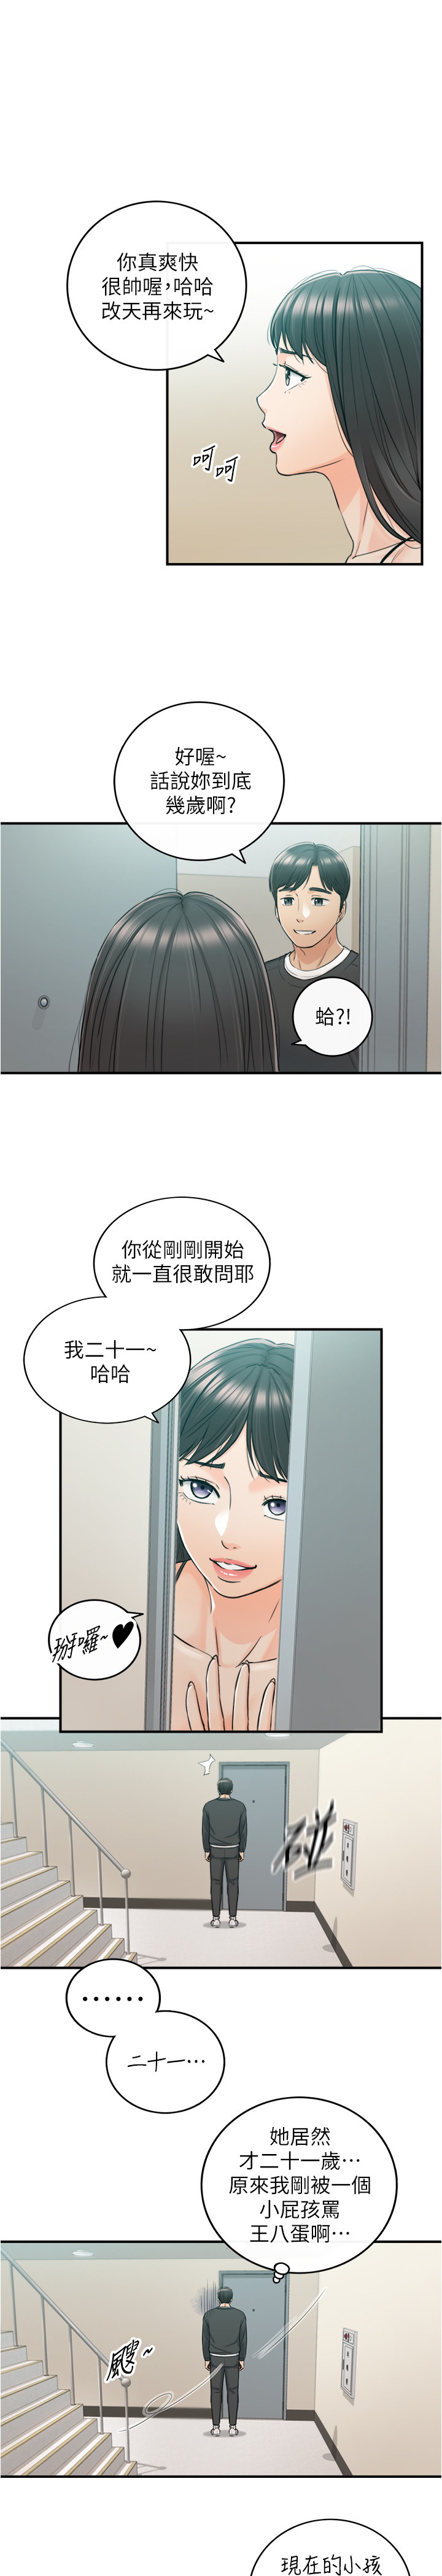 你真爽快
很帥喔，哈哈
改天再來玩~
呵呵
好喔~
話說妳到底
幾歲啊?
蛤?!
你從剛剛開始
就一直很敢問耶
我二十一~
哈哈
掰囉~♥
碰
••••••
二十一…
她居然
才二十一歲…
原來我剛被一個
小屁孩罵
王八蛋啊…
颼~
現在的小孩